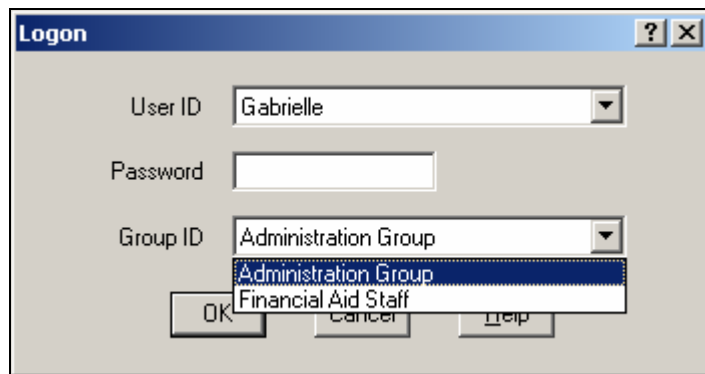 Logon
User ID Gabrielle
Password
Group ID Administration Group
Administration Group
Financial Aid Staff
OK Cancel Help